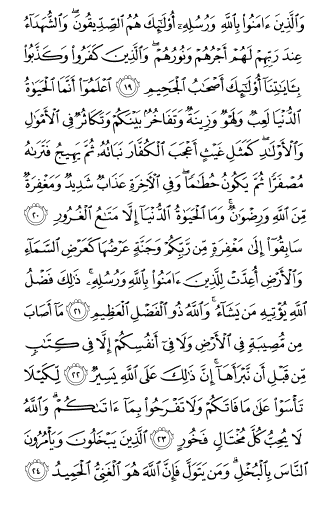 وَالَّذِينَ ءَامَنُوا۟ بِاللَّهِ وَرُسُلِهِۦٓ أُو۟لَٰٓئِكَ هُمُ الصِّدِّيقُونَ ۖ وَالشُّهَدَآءُ
عِندَ رَبِّهِمْ لَهُمْ أَجْرُهُمْ وَنُورُهُمْ ۖ وَالَّذِينَ كَفَرُوا۟ وَكَذَّبُوا۟
بِـَٔايَٰتِنَآ أُو۟لَٰٓئِكَ أَصْحَٰبُ الْجَحِيمِ ١٩ اعْلَمُوٓا۟ أَنَّمَا الْحَيَوٰةُ
الدُّنْيَا لَعِبٌ وَلَهْوٌ وَزِينَةٌ وَتَفَاخُرٌۢ بَيْنَكُمْ وَتَكَاثُرٌ فِى الْأَمْوَٰلِ
وَالْأَوْلَٰدِ ۖ كَمَثَلِ غَيْثٍ أَعْجَبَ الْكُفَّارَ نَبَاتُهُۥ ثُمَّ يَهِيجُ فَتَرَىٰهُ
مُصْفَرًّا ثُمَّ يَكُونُ حُطَٰمًا ۖ وَفِى الْءَاخِرَةِ عَذَابٌ شَدِيدٌ وَمَغْفِرَةٌ
مِّنَ اللَّهِ وَرِضْوَٰنٌ ۚ وَمَا الْحَيَوٰةُ الدُّنْيَآ إِلَّا مَتَٰعُ الْغُرُورِ ٢٠
سَابِقُوٓا۟ إِلَىٰ مَغْفِرَةٍ مِّن رَّبِّكُمْ وَجَنَّةٍ عَرْضُهَا كَعَرْضِ السَّمَآءِ
وَالْأَرْضِ أُعِدَّتْ لِلَّذِينَ ءَامَنُوا۟ بِاللَّهِ وَرُسُلِهِۦ ۚ ذَٰلِكَ فَضْلُ
اللَّهِ يُؤْتِيهِ مَن يَشَآءُ ۚ وَاللَّهُ ذُو الْفَضْلِ الْعَظِيمِ ٢١ مَآ أَصَابَ
مِن مُّصِيبَةٍ فِى الْأَرْضِ وَلَا فِىٓ أَنفُسِكُمْ إِلَّا فِى كِتَٰبٍ
مِّن قَبْلِ أَن نَّبْرَأَهَآ ۚ إِنَّ ذَٰلِكَ عَلَى اللَّهِ يَسِيرٌ ٢٢ لِّكَيْلَا
تَأْسَوْا۟ عَلَىٰ مَا فَاتَكُمْ وَلَا تَفْرَحُوا۟ بِمَآ ءَاتَىٰكُمْ ۗ وَاللَّهُ
لَا يُحِبُّ كُلَّ مُخْتَالٍ فَخُورٍ ٢٣ الَّذِينَ يَبْخَلُونَ وَيَأْمُرُونَ
النَّاسَ بِالْبُخْلِ ۗ وَمَن يَتَوَلَّ فَإِنَّ اللَّهَ هُوَ الْغَنِىُّ الْحَمِيدُ ٢٤